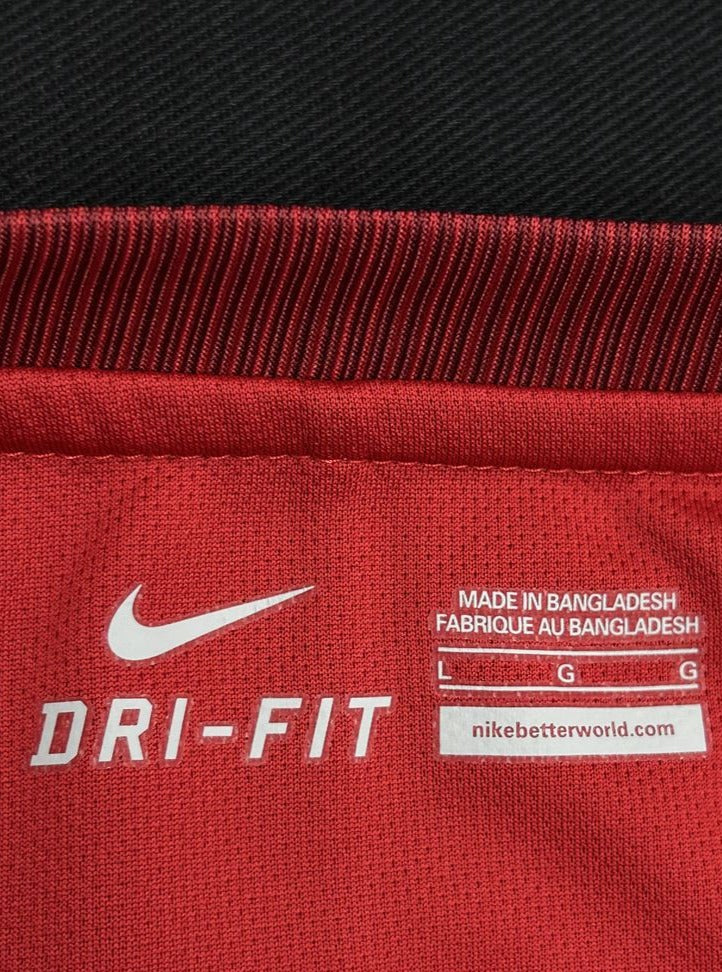 DRI-FIT
MADE IN BANGLADESH
FABRIQUE AU BANGLADESH
L G G
nikebetterworld.com